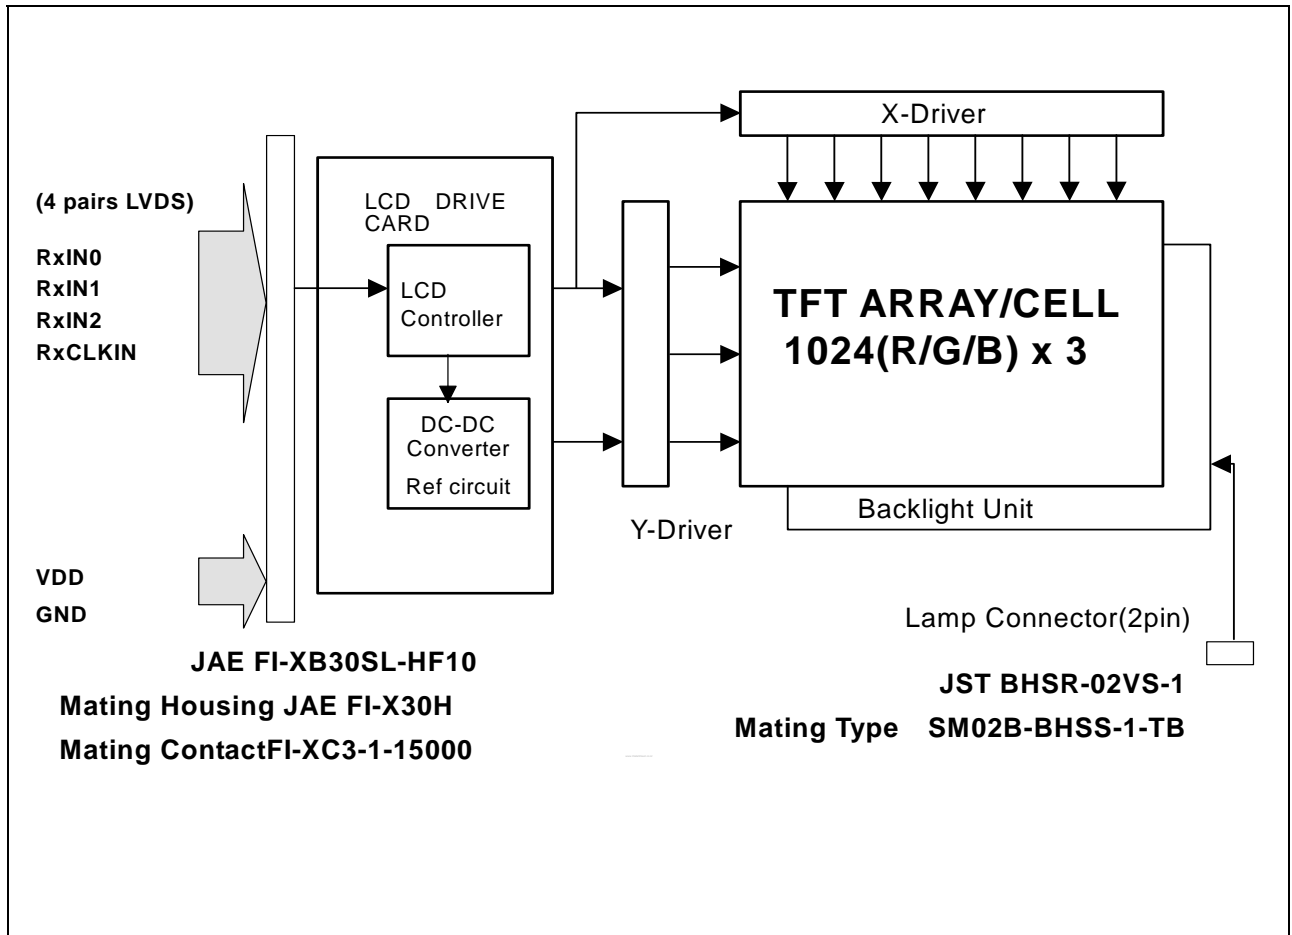 X-Driver
(4 pairs LVDS)
RxIN0
RxIN1
RxIN2
RxCLKIN
LCD DRIVE
CARD
LCD
Controller
DC-DC
Converter
Ref circuit
TFT ARRAY/CELL
1024(R/G/B) x 3
Backlight Unit
Y-Driver
VDD
GND
Lamp Connector(2pin)
JAE FI-XB30SL-HF10
Mating Housing JAE FI-X30H
Mating ContactFI-XC3-1-15000
JST BHSR-02VS-1
Mating Type SM02B-BHSS-1-TB